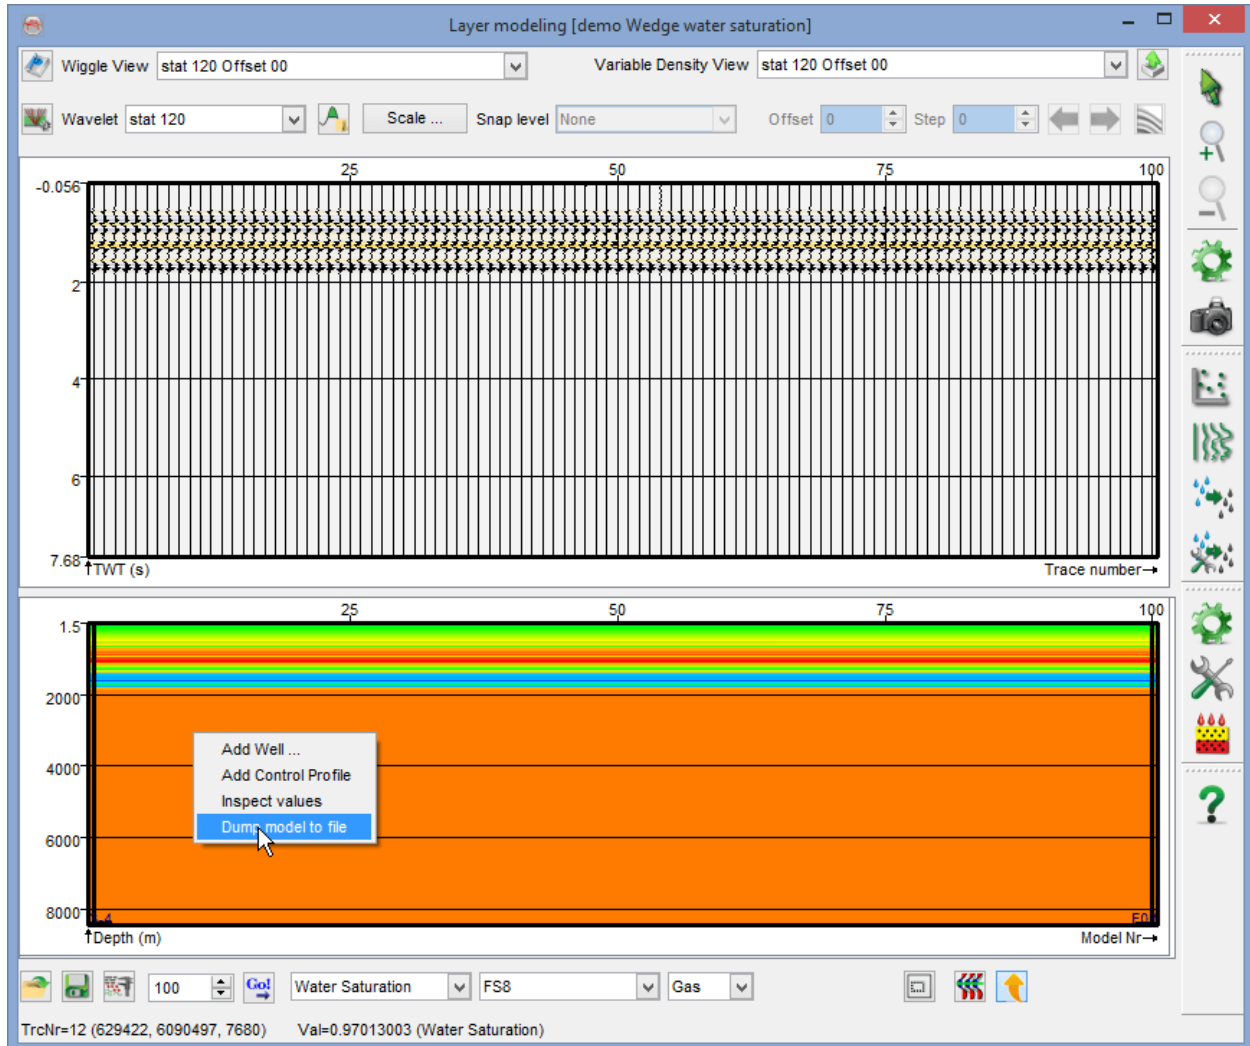 Layer modeling [demo Wedge water saturation]
Wiggle View stat 120 Offset 00 Variable Density View stat 120 Offset 00
Wavelet stat 120 Scale ... Snap level None Offset 0 Step 0
25 50 75 100
-0.056
2
4
6
7.68
TWT (s) Trace number
25 50 75 100
1.5
2000
4000
6000
8000
Add Well ...
Add Control Profile
Inspect values
Dump model to file
Depth (m) Model Nr
100 Go! Water Saturation FS8 Gas
TrcNr=12 (629422, 6090497, 7680) Val=0.97013003 (Water Saturation)